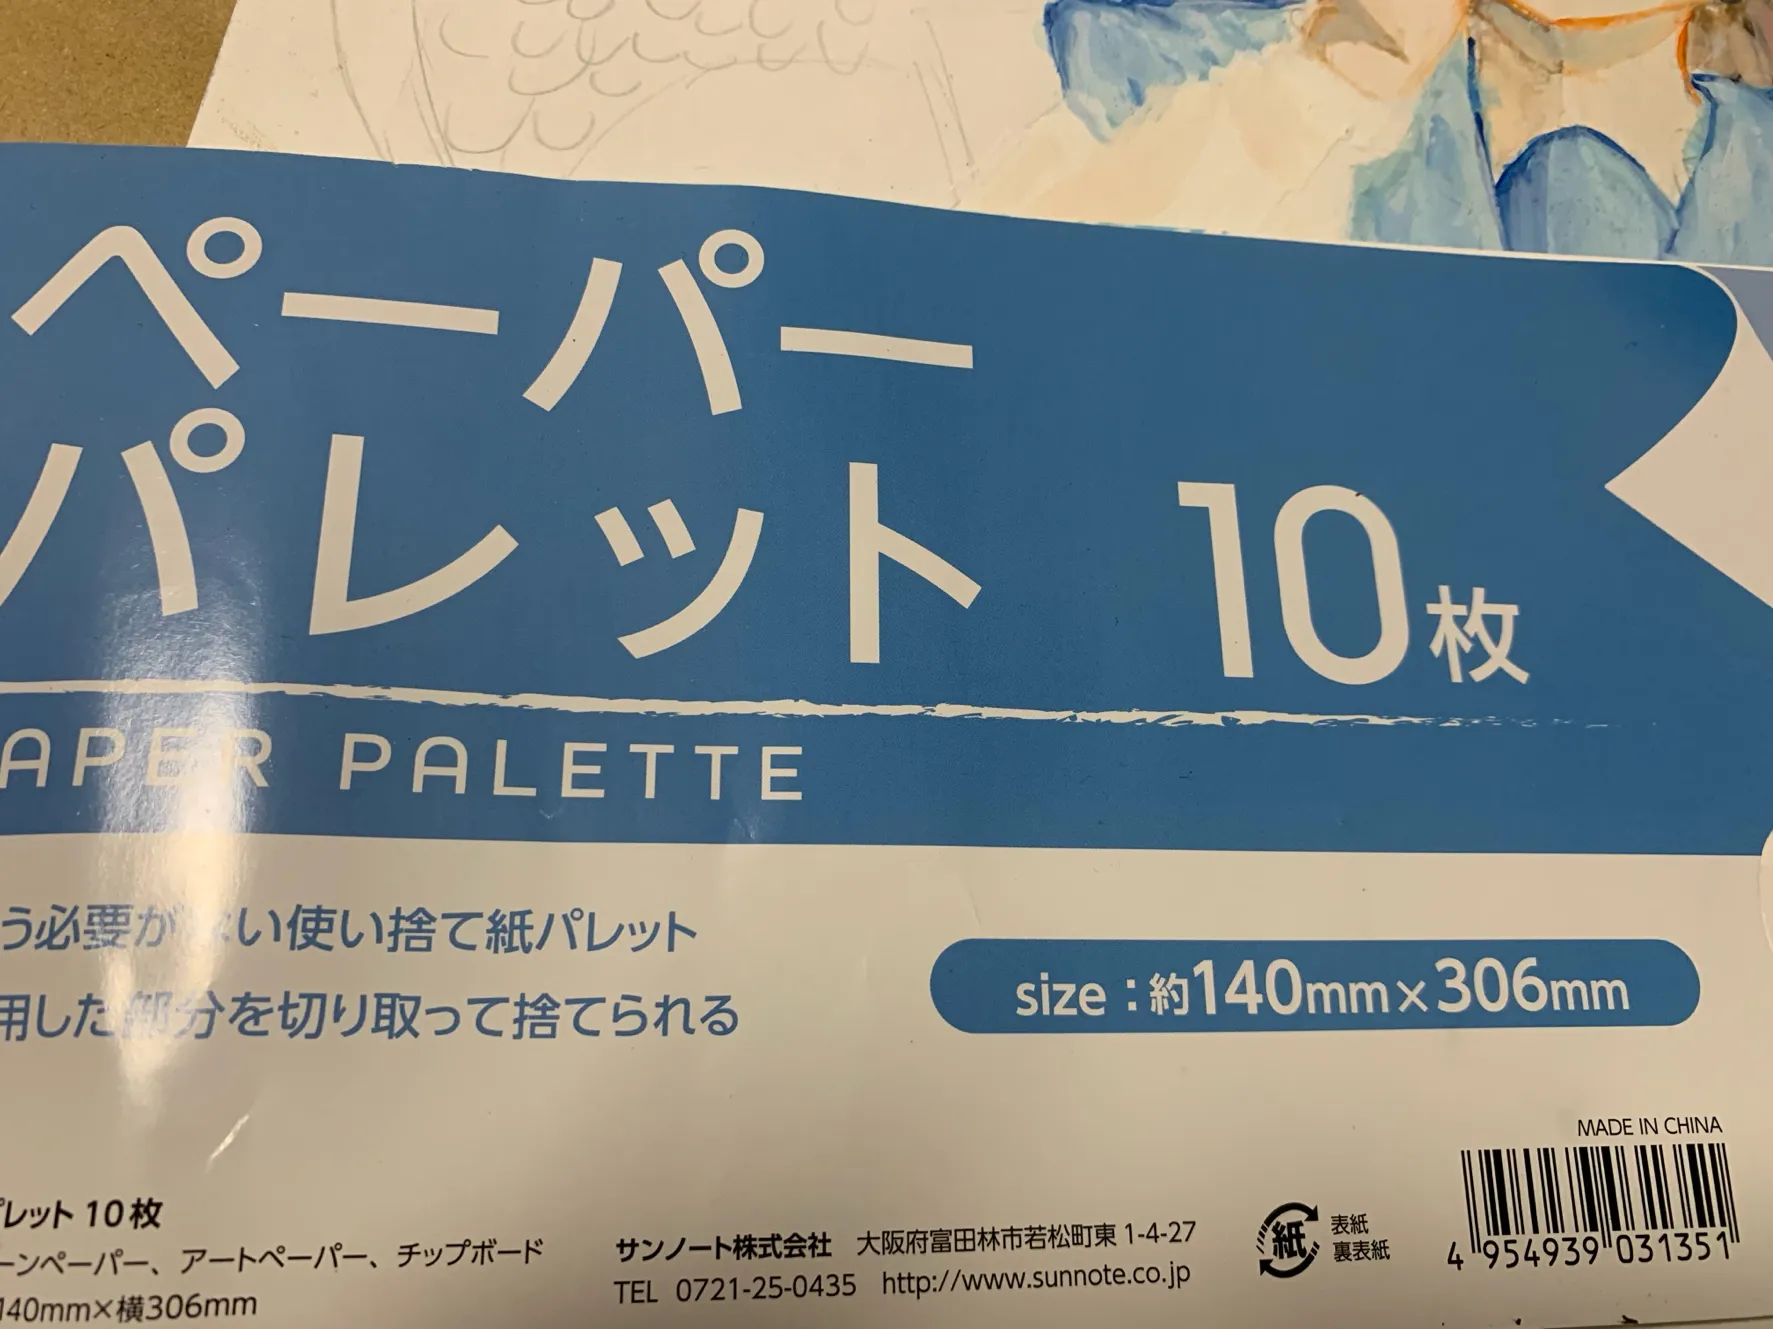 ペーパー
パレット 10枚
APER PALETTE
う必要がない使い捨て紙パレット
用した部分を切り取って捨てられる
size：約140mm×306mm
MADE IN CHINA
レット 10枚
ーンペーパー、アートペーパー、チップボード
140mm×横306mm
サンノート株式会社 大阪府富田林市若松町東 1-4-27
TEL 0721-25-0435 http://www.sunnote.co.jp
紙
表紙
裏表紙
4 954939 031351